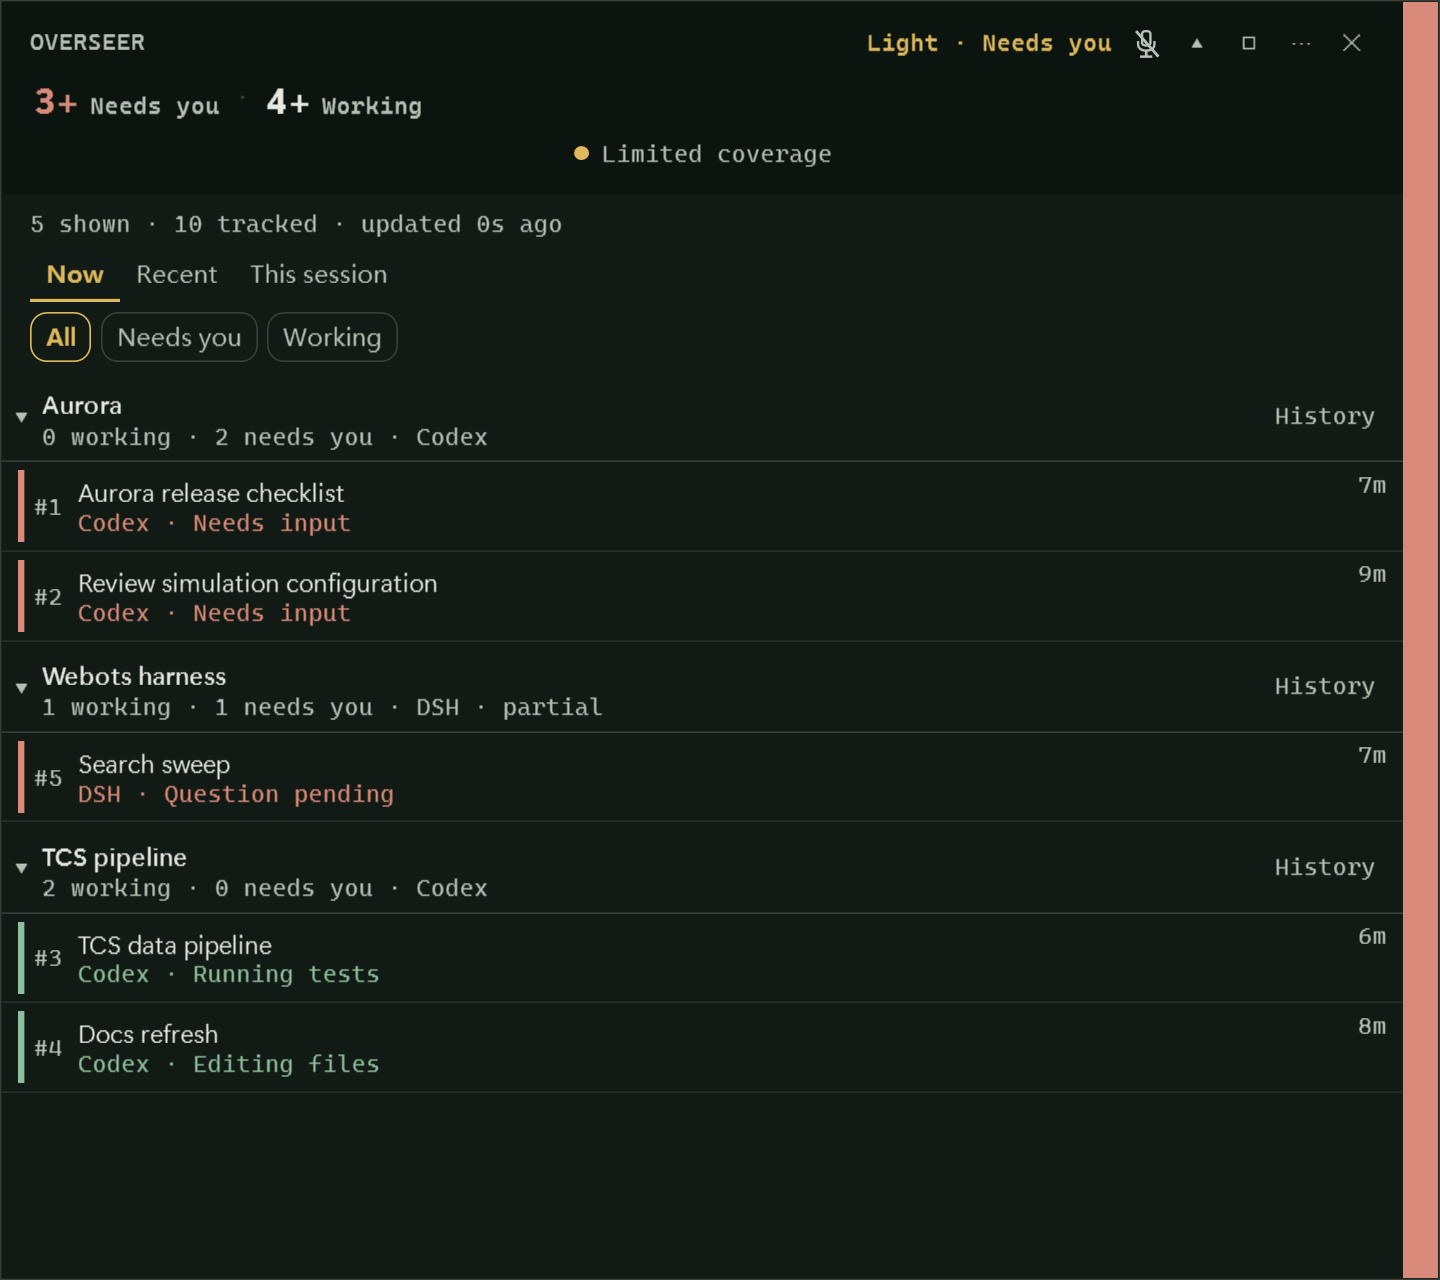 OVERSEER
Light · Needs you
3+ Needs you · 4+ Working
Limited coverage
5 shown · 10 tracked · updated 0s ago
Now Recent This session
All Needs you Working
Aurora
0 working · 2 needs you · Codex
History
#1 Aurora release checklist
Codex · Needs input
7m
#2 Review simulation configuration
Codex · Needs input
9m
Webots harness
1 working · 1 needs you · DSH · partial
History
#5 Search sweep
DSH · Question pending
7m
TCS pipeline
2 working · 0 needs you · Codex
History
#3 TCS data pipeline
Codex · Running tests
6m
#4 Docs refresh
Codex · Editing files
8m